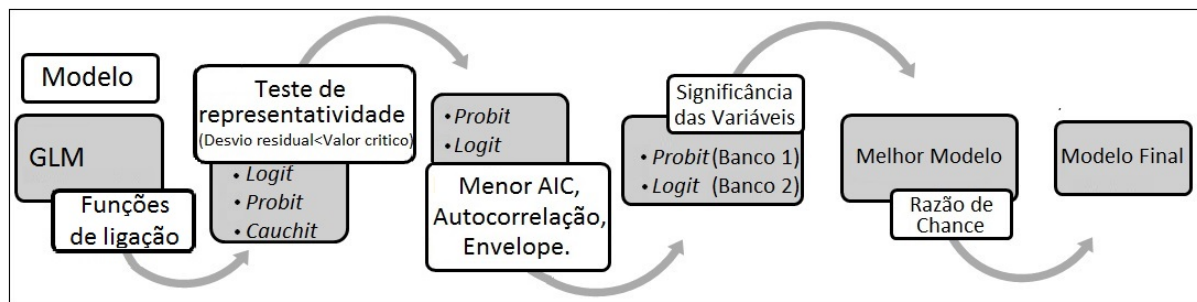 Modelo
GLM
Funções
de ligação
Teste de
representatividade
(Desvio residual<Valor critico)
• Logit
• Probit
• Cauchit
• Probit
• Logit
Menor AIC,
Autocorrelação,
Envelope.
Significância
das Variáveis
• Probit (Banco 1)
• Logit (Banco 2)
Melhor Modelo
Razão de
Chance
Modelo Final